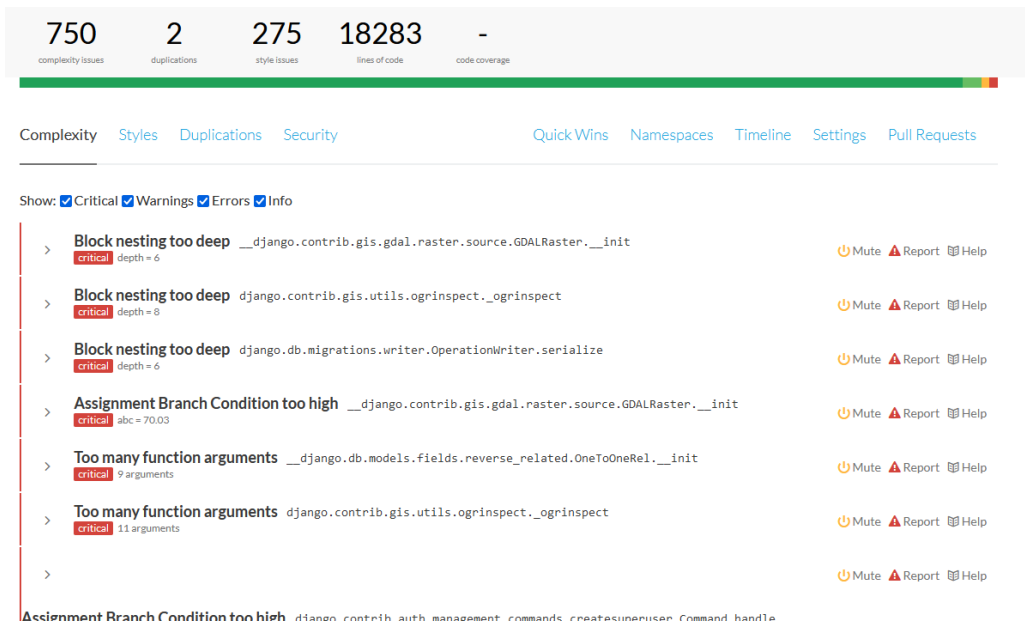 750 2 275 18283 -
complexity issues duplications style issues lines of code code coverage
Complexity Styles Duplications Security Quick Wins Namespaces Timeline Settings Pull Requests
Show: Critical Warnings Errors Info
Block nesting too deep __django.contrib.gis.gdal.raster.source.GDALRaster.__init
critical depth = 6
Mute Report Help
Block nesting too deep django.contrib.gis.utils.ogrinspect._ogrinspect
critical depth = 8
Mute Report Help
Block nesting too deep django.db.migrations.writer.OperationWriter.serialize
critical depth = 6
Mute Report Help
Assignment Branch Condition too high __django.contrib.gis.gdal.raster.source.GDALRaster.__init
critical abc = 70.03
Mute Report Help
Too many function arguments __django.db.models.fields.reverse_related.OneToOneRel.__init
critical 9 arguments
Mute Report Help
Too many function arguments django.contrib.gis.utils.ogrinspect._ogrinspect
critical 11 arguments
Mute Report Help
Mute Report Help
Assignment Branch Condition too high django.contrib.auth.management.commands.createsuperuser.Command.handle